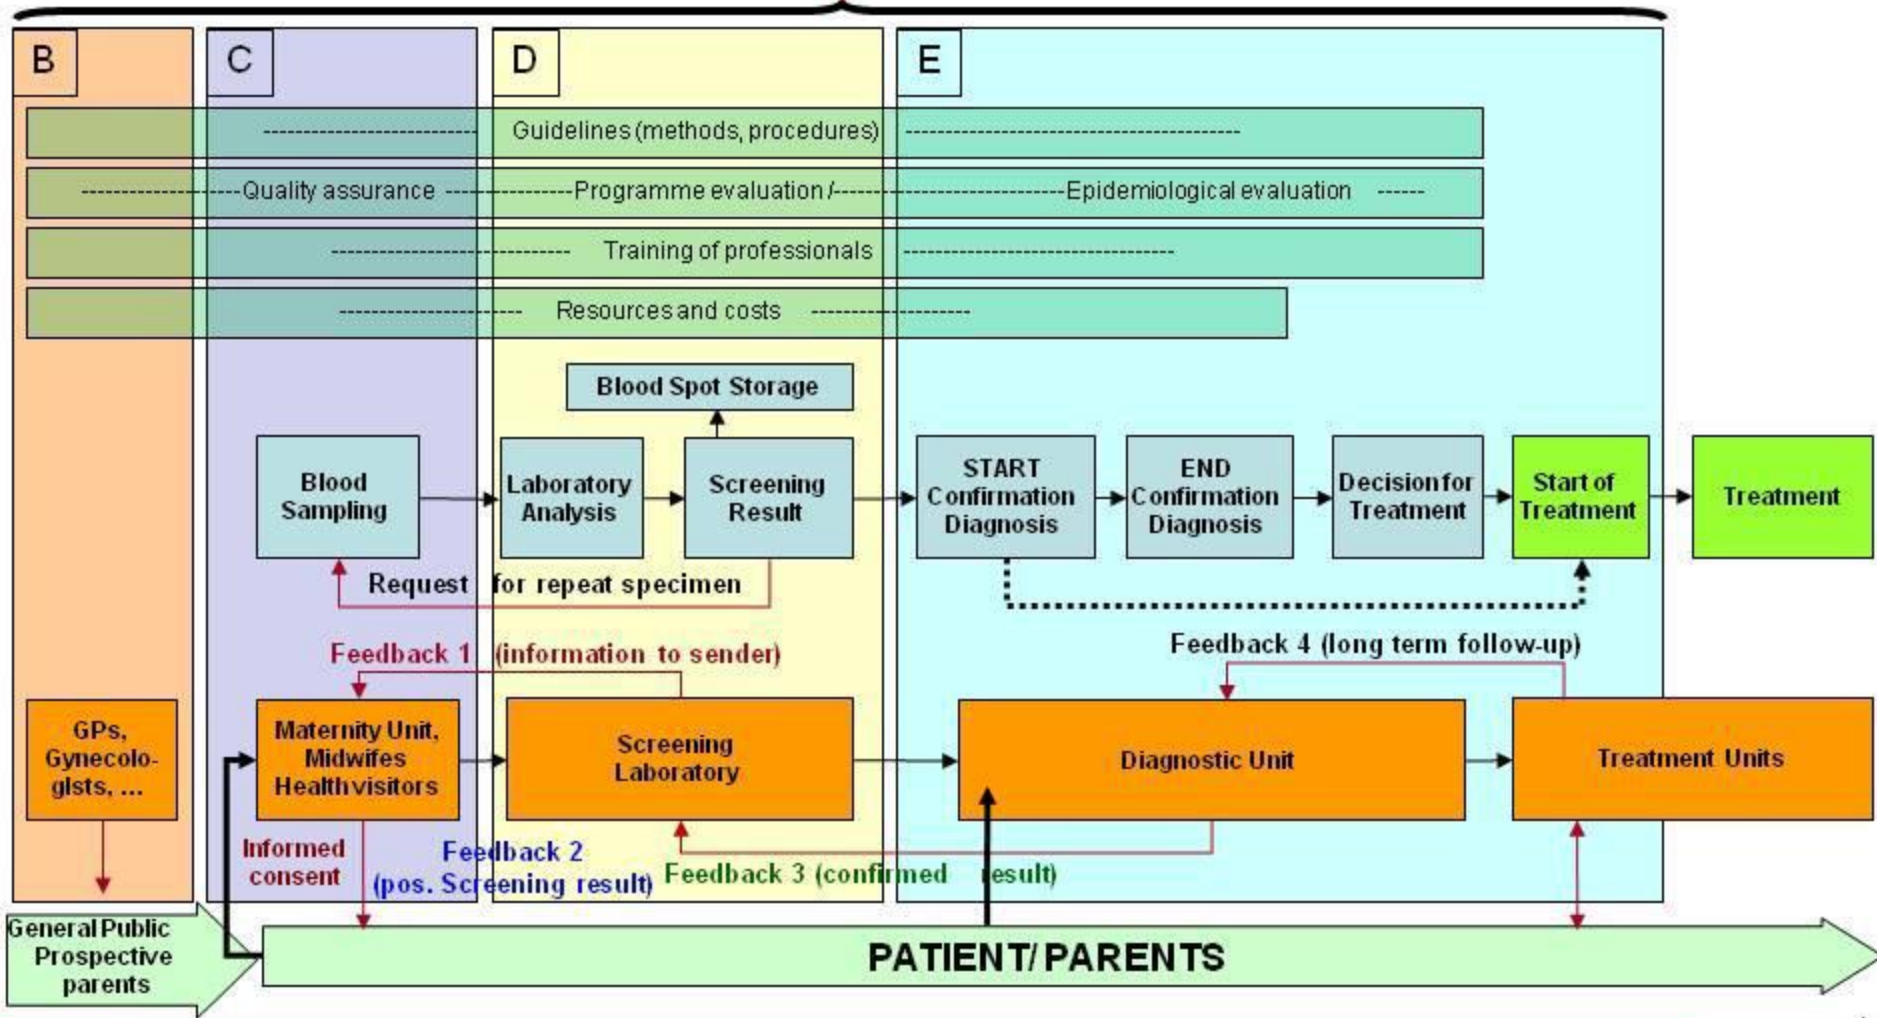 B
C
D
E
Guidelines (methods, procedures)
Quality assurance
Programme evaluation /
Epidemiological evaluation
Training of professionals
Resources and costs
Blood Spot Storage
Blood
Sampling
Laboratory
Analysis
Screening
Result
START
Confirmation
Diagnosis
END
Confirmation
Diagnosis
Decision for
Treatment
Start of
Treatment
Treatment
Request for repeat specimen
Feedback 1 (information to sender)
Feedback 4 (long term follow-up)
GPs,
Gynecolo-
gists, ...
Maternity Unit,
Midwifes
Health visitors
Screening
Laboratory
Diagnostic Unit
Treatment Units
Informed
consent
Feedback 2
(pos. Screening result)
Feedback 3 (confirmed result)
General Public
Prospective
parents
PATIENT/PARENTS